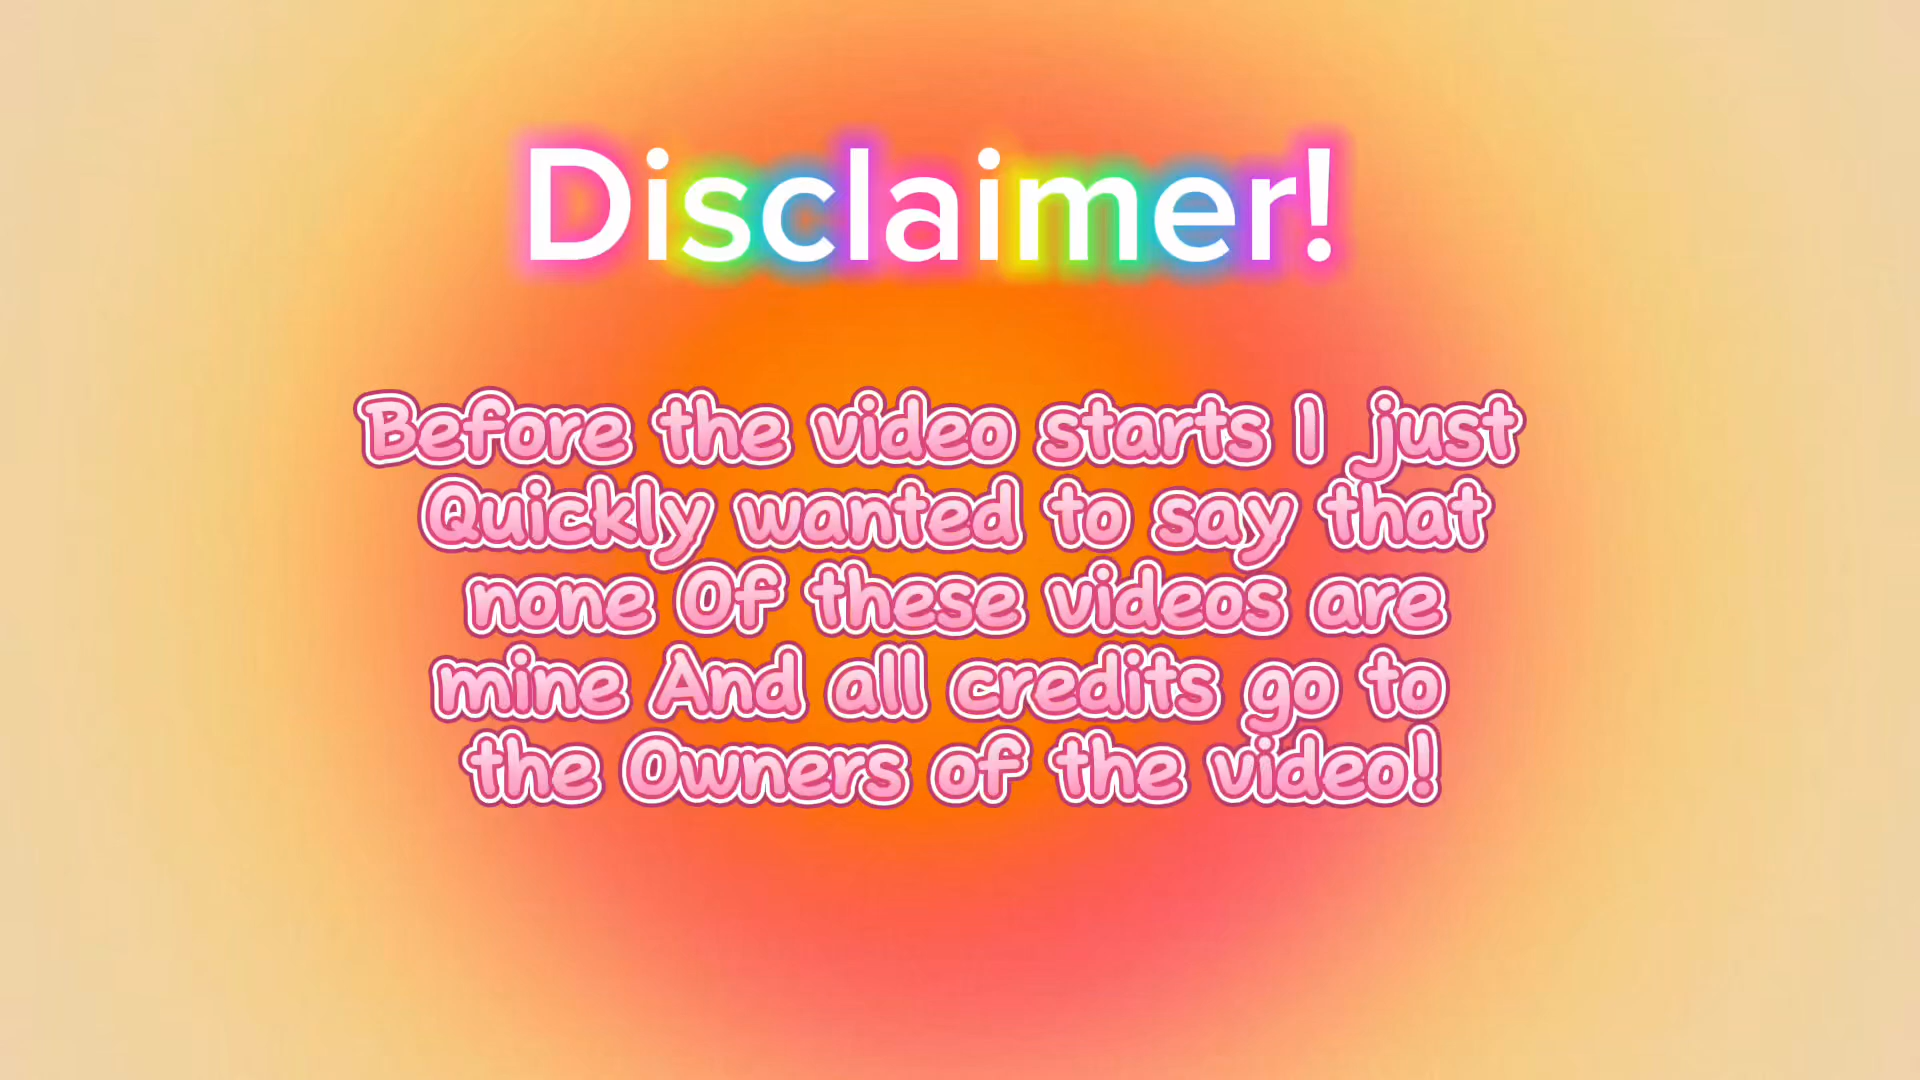 Disclaimer!
Before the video starts I just
Quickly wanted to say that
none Of these videos are
mine And all credits go to
the Owners of the video!